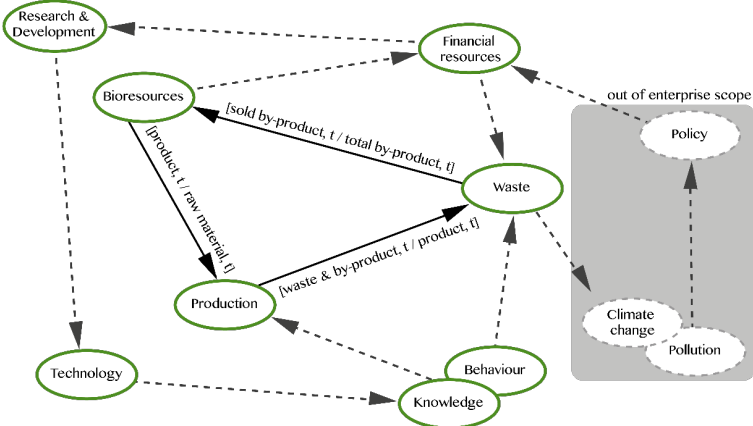 Research &
Development
Financial
resources
out of enterprise scope
Bioresources
[sold by-product, t / total by-product, t]
Policy
[product, t / raw material, t]
Waste
[waste & by-product, t / product, t]
Production
Climate
change
Pollution
Technology
Behaviour
Knowledge